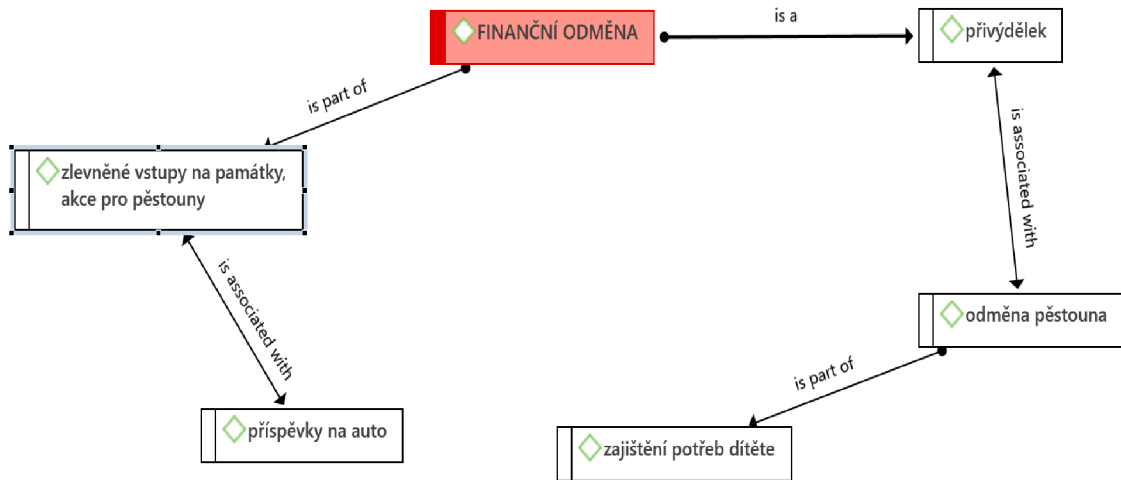 FINANČNÍ ODMĚNA
is a
přivýdělek
is part of
zlevněné vstupy na památky,
akce pro pěstouny
is associated with
is associated with
odměna pěstouna
is part of
příspěvky na auto
zajištění potřeb dítěte